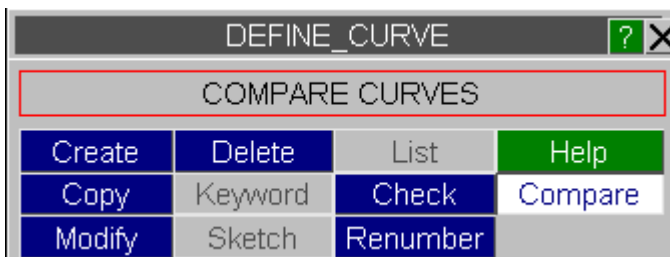 DEFINE_CURVE ? X
COMPARE CURVES
Create Delete List Help
Copy Keyword Check Compare
Modify Sketch Renumber